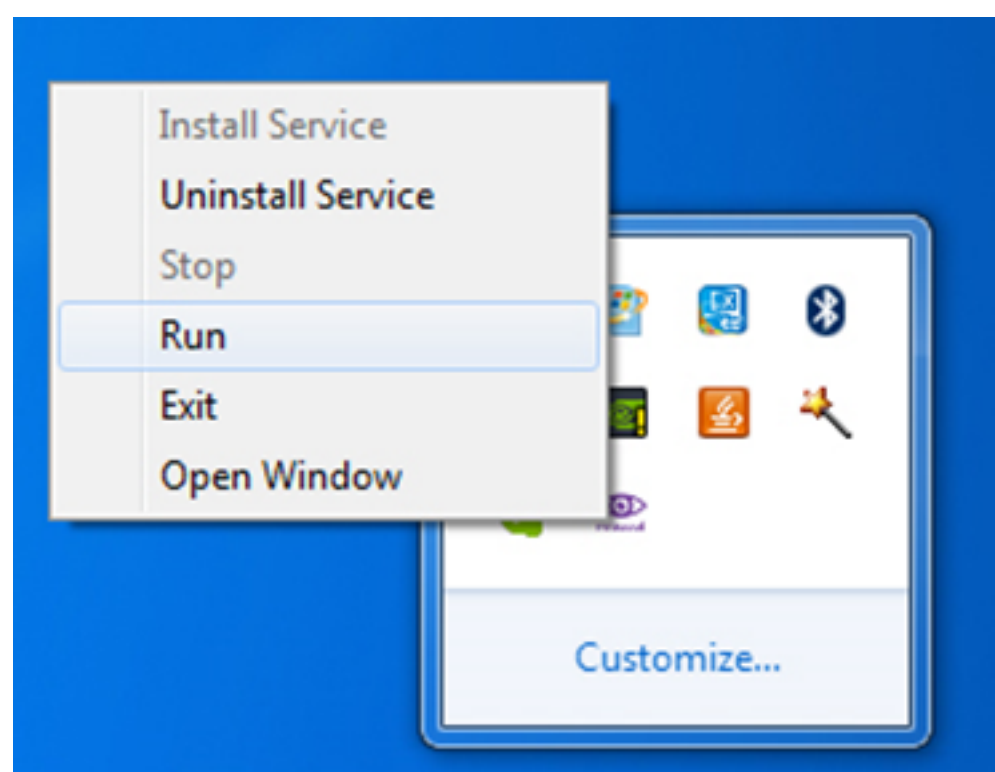 Install Service
Uninstall Service
Stop
Run
Exit
Open Window
Customize...